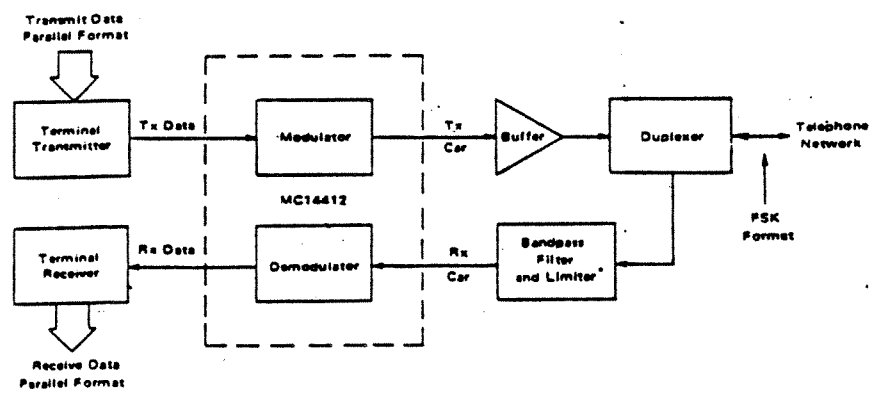 Transmit Data
Parallel Format
Terminal
Transmitter
Tx Data
Modulator
Tx
Car
Buffer
Duplexer
Telephone
Network
MC14412
FSK
Format
Terminal
Receiver
Rx Data
Demodulator
Rx
Car
Bandpass
Filter
and Limiter*
Receive Data
Parallel Format